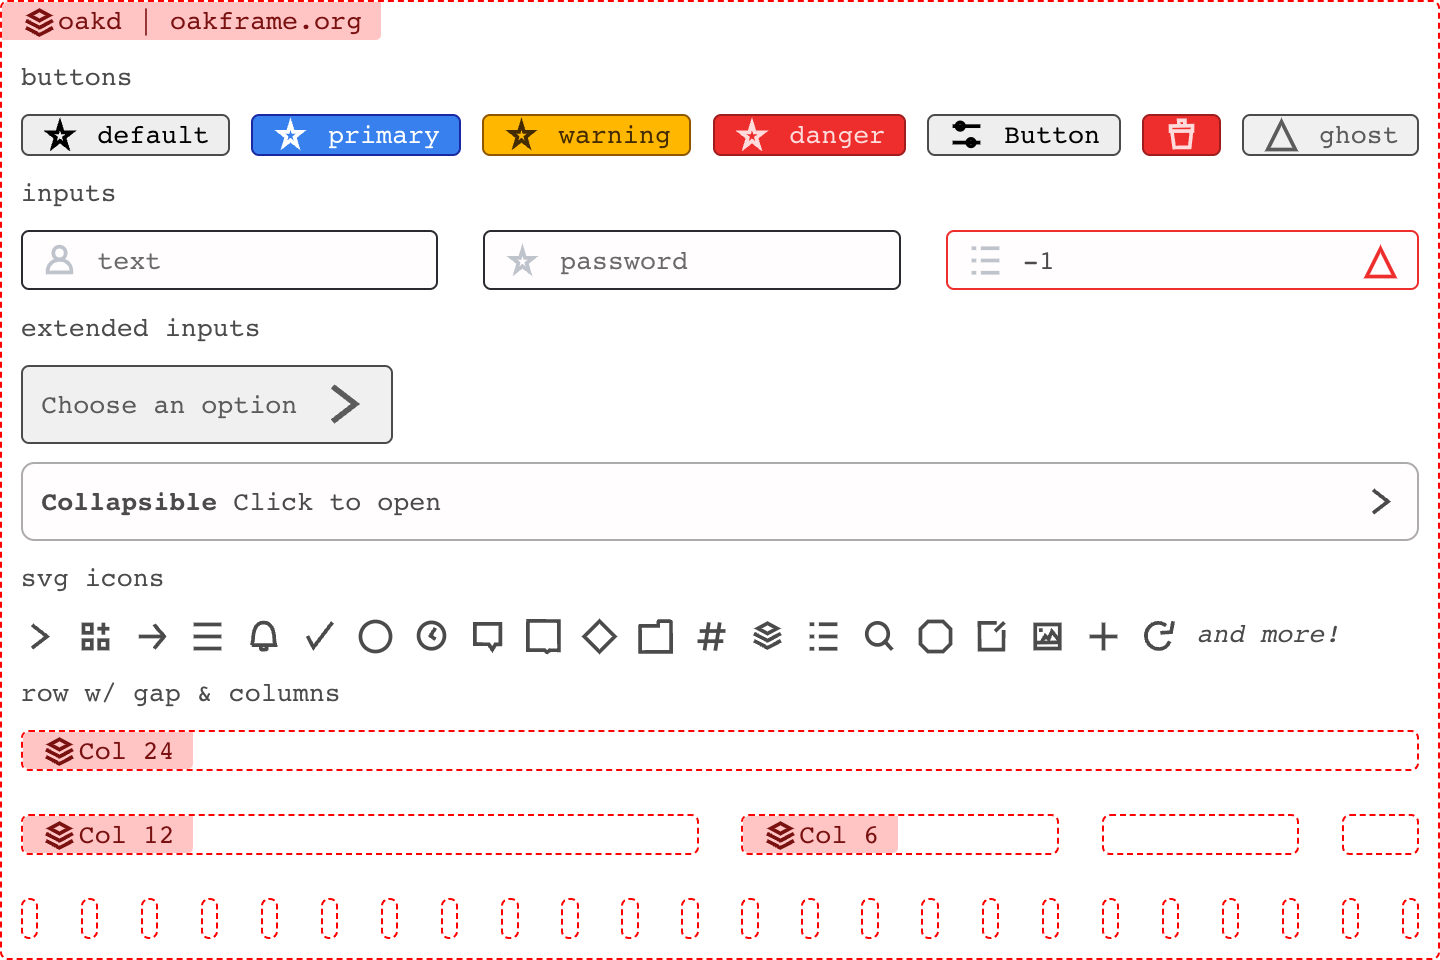 oakd | oakframe.org
buttons
default primary warning danger Button ghost
inputs
text password -1
extended inputs
Choose an option
Collapsible Click to open
svg icons
and more!
row w/ gap & columns
Col 24
Col 12 Col 6